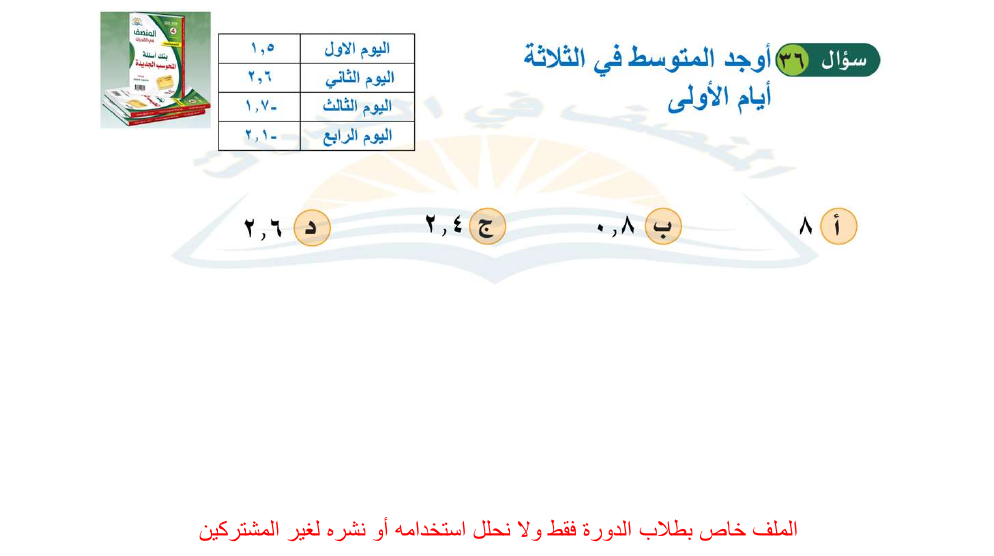 سؤال ٣٦ أوجد المتوسط في الثلاثة
أيام الأولى
اليوم الاول ١,٥
اليوم الثاني ٢,٦
اليوم الثالث -١,٧
اليوم الرابع -٢,١
أ ٨
ب ٠,٨
ج ٢,٤
د ٢,٦
المنصف
بنك أسئلة
المحوسب الجديدة
الملف خاص بطلاب الدورة فقط ولا نحلل استخدامه أو نشره لغير المشتركين